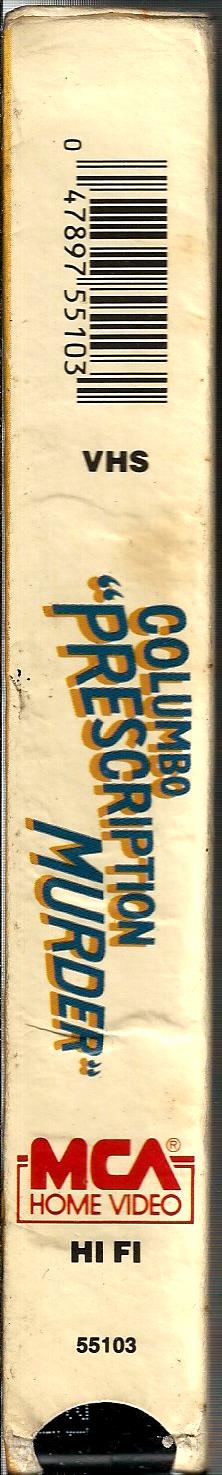 0 47897 55103
VHS
COLUMBO
“PRESCRIPTION
MURDER”
MCA®
HOME VIDEO
HI FI
55103